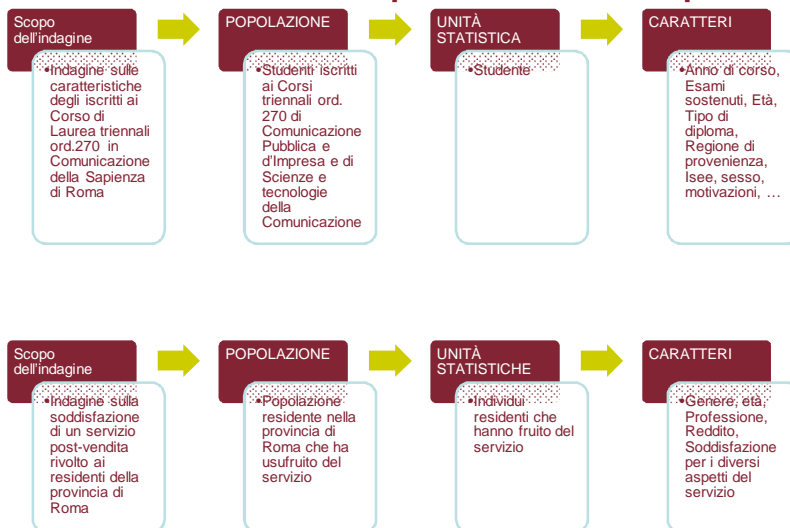 Scopo
dell'indagine
•Indagine sulle
caratteristiche
degli iscritti ai
Corso di
Laurea triennali
ord.270 in
Comunicazione
della Sapienza
di Roma
POPOLAZIONE
•Studenti iscritti
ai Corsi
triennali ord.
270 di
Comunicazione
Pubblica e
d'Impresa e di
Scienze e
tecnologie
della
Comunicazione
UNITÀ
STATISTICA
•Studente
CARATTERI
•Anno di corso,
Esami
sostenuti, Età,
Tipo di
diploma,
Regione di
provenienza,
Isee, sesso,
motivazioni, …
Scopo
dell'indagine
•Indagine sulla
soddisfazione
di un servizio
post-vendita
rivolto ai
residenti della
provincia di
Roma
POPOLAZIONE
•Popolazione
residente nella
provincia di
Roma che ha
usufruito del
servizio
UNITÀ
STATISTICHE
•Individui
residenti che
hanno fruito del
servizio
CARATTERI
•Genere, età,
Professione,
Reddito,
Soddisfazione
per i diversi
aspetti del
servizio